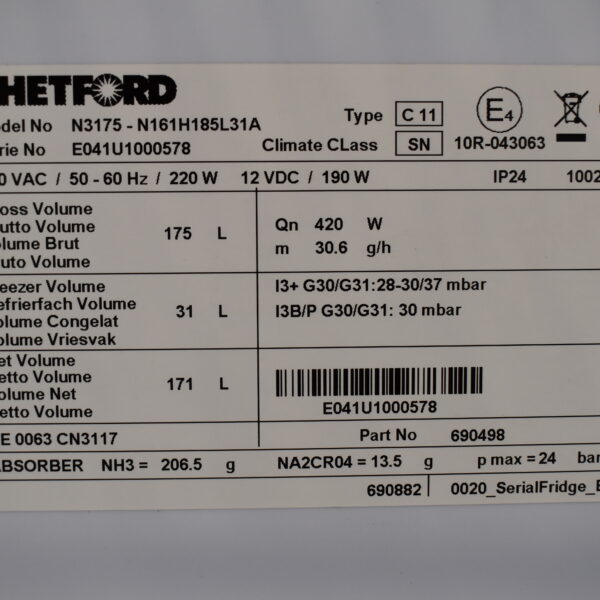 HETFORD
del No N3175 - N161H185L31A
rie No E041U1000578
Type C 11
Climate CLass SN
E4
10R-043063
0 VAC / 50 - 60 Hz / 220 W 12 VDC / 190 W IP24 1002
oss Volume
utto Volume
olume Brut
uto Volume
175 L
Qn 420 W
m 30.6 g/h
eezer Volume
efrierfach Volume
olume Congelat
olume Vriesvak
31 L
I3+ G30/G31:28-30/37 mbar
I3B/P G30/G31: 30 mbar
et Volume
etto Volume
olume Net
etto Volume
171 L
E041U1000578
E 0063 CN3117
Part No 690498
ABSORBER NH3 = 206.5 g NA2CR04 = 13.5 g p max = 24 bar
690882 0020_SerialFridge_E